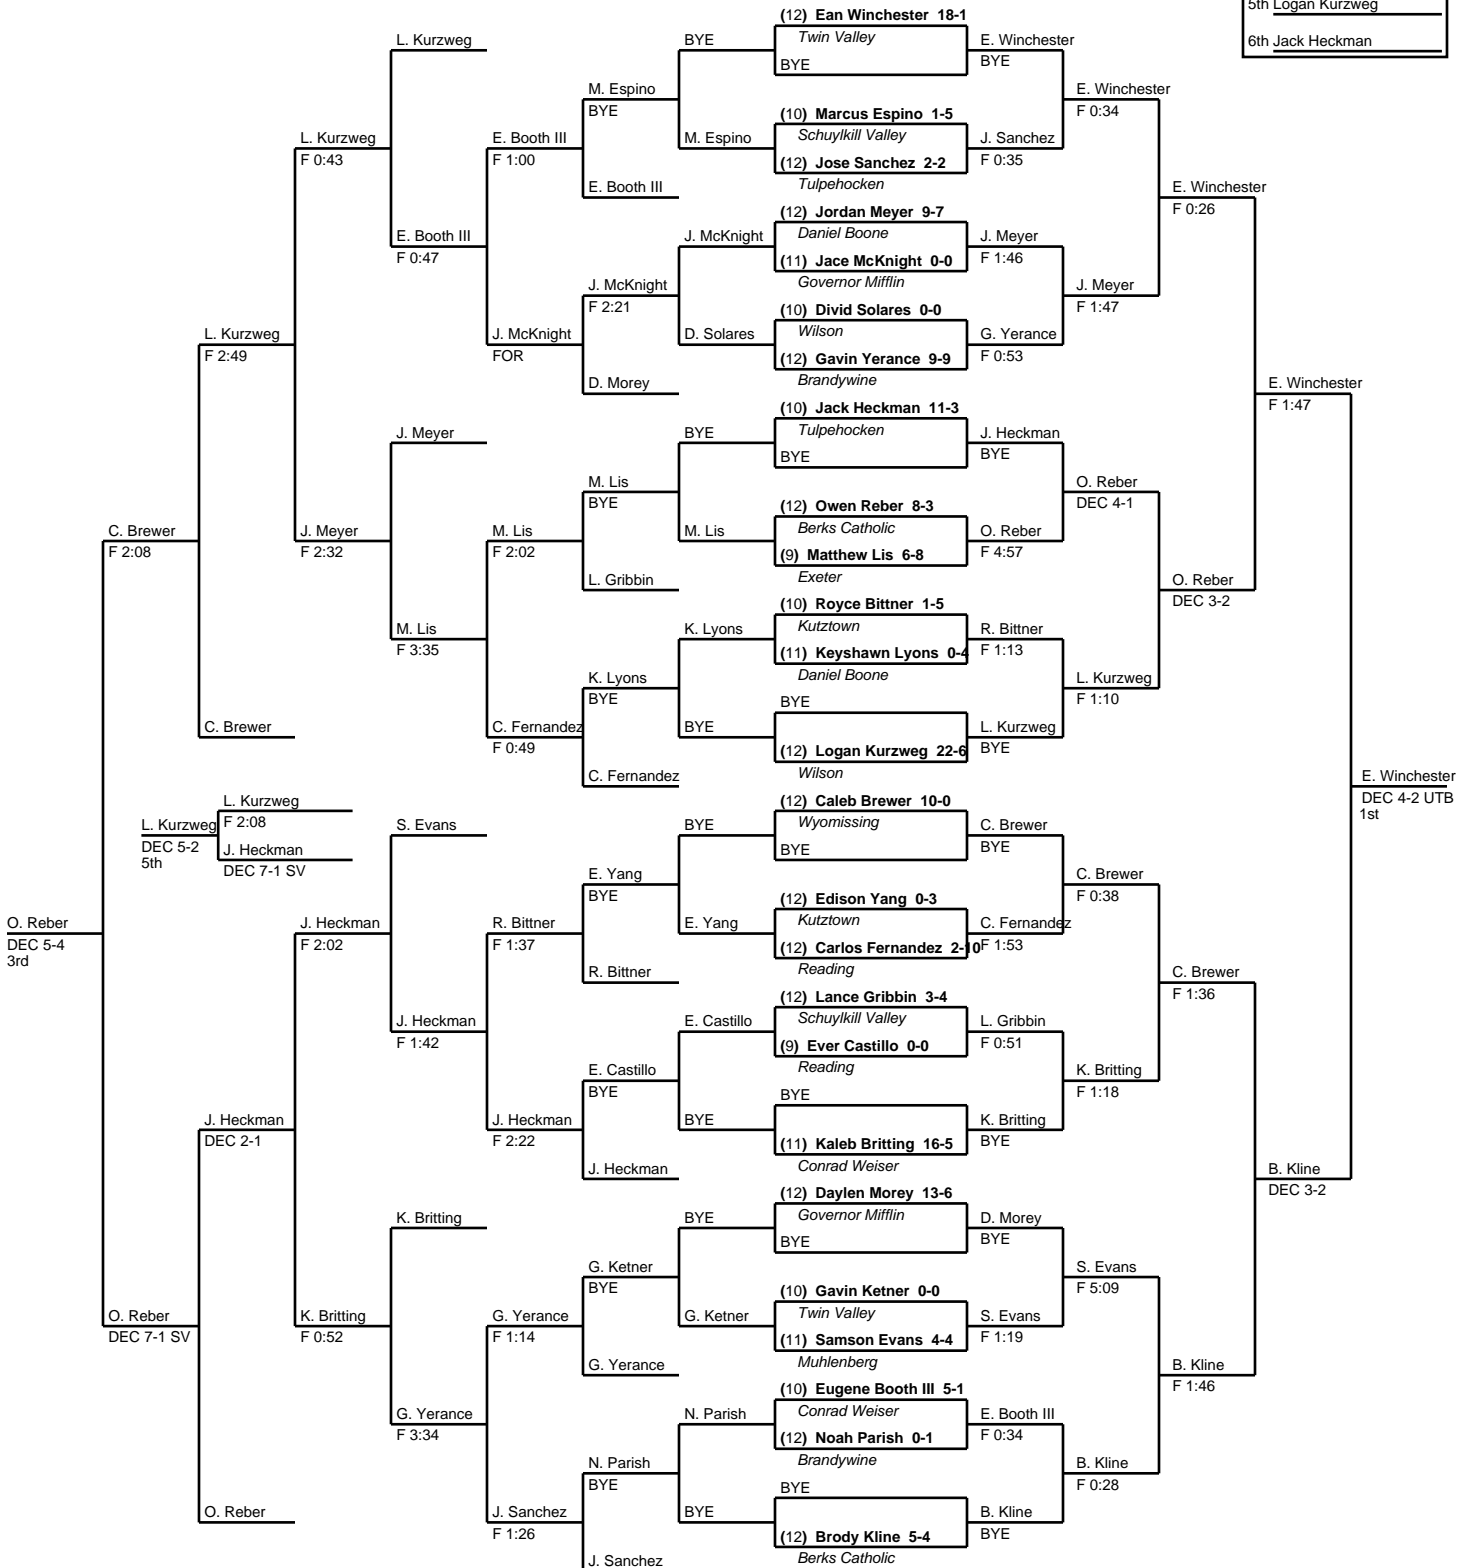 5th Logan Kurzweg
6th Jack Heckman
(12) Ean Winchester 18-1
Twin Valley
BYE
(10) Marcus Espino 1-5
Schuylkill Valley
(12) Jose Sanchez 2-2
Tulpehocken
(12) Jordan Meyer 9-7
Daniel Boone
(11) Jace McKnight 0-0
Governor Mifflin
(10) Divid Solares 0-0
Wilson
(12) Gavin Yerance 9-9
Brandywine
(10) Jack Heckman 11-3
Tulpehocken
BYE
(12) Owen Reber 8-3
Berks Catholic
(9) Matthew Lis 6-8
Exeter
(10) Royce Bittner 1-5
Kutztown
(11) Keyshawn Lyons 0-4
Daniel Boone
BYE
(12) Logan Kurzweg 22-6
Wilson
(12) Caleb Brewer 10-0
Wyomissing
BYE
(12) Edison Yang 0-3
Kutztown
(12) Carlos Fernandez 2-10
Reading
(12) Lance Gribbin 3-4
Schuylkill Valley
(9) Ever Castillo 0-0
Reading
BYE
(11) Kaleb Britting 16-5
Conrad Weiser
(12) Daylen Morey 13-6
Governor Mifflin
BYE
(10) Gavin Ketner 0-0
Twin Valley
(11) Samson Evans 4-4
Muhlenberg
(10) Eugene Booth III 5-1
Conrad Weiser
(12) Noah Parish 0-1
Brandywine
BYE
(12) Brody Kline 5-4
Berks Catholic
E. Winchester
BYE
J. Sanchez
F 0:35
J. Meyer
F 1:46
G. Yerance
F 0:53
J. Heckman
BYE
O. Reber
F 4:57
R. Bittner
F 1:13
L. Kurzweg
BYE
C. Brewer
BYE
C. Fernandez
F 1:53
L. Gribbin
F 0:51
K. Britting
BYE
D. Morey
BYE
S. Evans
F 1:19
E. Booth III
F 0:34
B. Kline
BYE
E. Winchester
F 0:34
J. Meyer
F 1:47
O. Reber
DEC 4-1
L. Kurzweg
F 1:10
C. Brewer
F 0:38
K. Britting
F 1:18
S. Evans
F 5:09
B. Kline
F 0:28
E. Winchester
F 0:26
O. Reber
DEC 3-2
C. Brewer
F 1:36
B. Kline
F 1:46
E. Winchester
F 1:47
B. Kline
DEC 3-2
E. Winchester
DEC 4-2 UTB
1st
BYE
M. Espino
J. McKnight
D. Solares
BYE
M. Lis
K. Lyons
BYE
BYE
E. Yang
E. Castillo
BYE
BYE
G. Ketner
N. Parish
BYE
M. Espino
BYE
E. Booth III
J. McKnight
F 2:21
D. Morey
M. Lis
BYE
L. Gribbin
K. Lyons
BYE
C. Fernandez
E. Yang
BYE
R. Bittner
E. Castillo
BYE
J. Heckman
G. Ketner
BYE
G. Yerance
N. Parish
BYE
J. Sanchez
E. Booth III
F 1:00
J. McKnight
FOR
M. Lis
F 2:02
C. Fernandez
F 0:49
R. Bittner
F 1:37
J. Heckman
F 2:22
G. Yerance
F 1:14
J. Sanchez
F 1:26
L. Kurzweg
E. Booth III
F 0:47
J. Meyer
M. Lis
F 3:35
S. Evans
J. Heckman
F 1:42
K. Britting
G. Yerance
F 3:34
L. Kurzweg
F 0:43
J. Meyer
F 2:32
J. Heckman
F 2:02
K. Britting
F 0:52
L. Kurzweg
F 2:49
C. Brewer
J. Heckman
DEC 2-1
O. Reber
C. Brewer
F 2:08
O. Reber
DEC 7-1 SV
O. Reber
DEC 5-4
3rd
L. Kurzweg
F 2:08
J. Heckman
DEC 7-1 SV
L. Kurzweg
DEC 5-2
5th